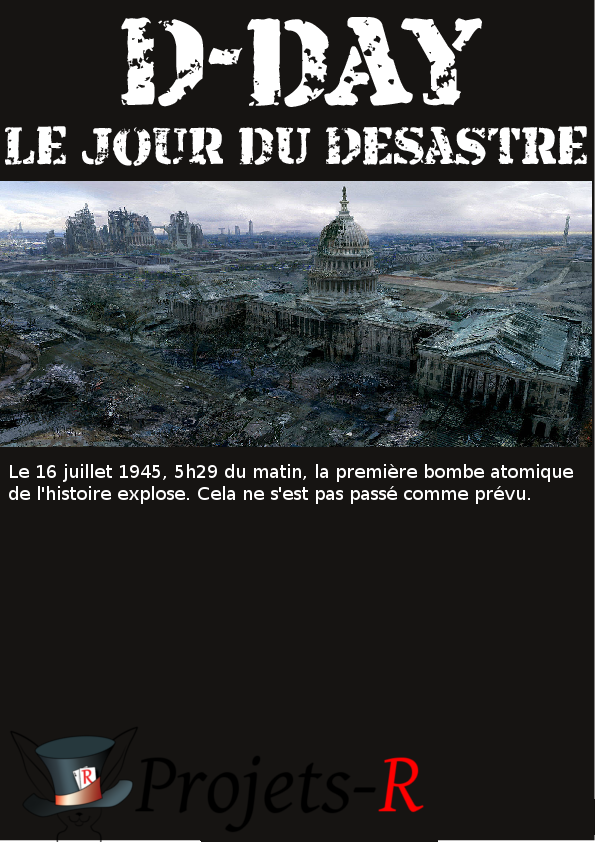 D-DAY
LE JOUR DU DESASTRE
Le 16 juillet 1945, 5h29 du matin, la première bombe atomique
de l'histoire explose. Cela ne s'est pas passé comme prévu.
R
Projets-R